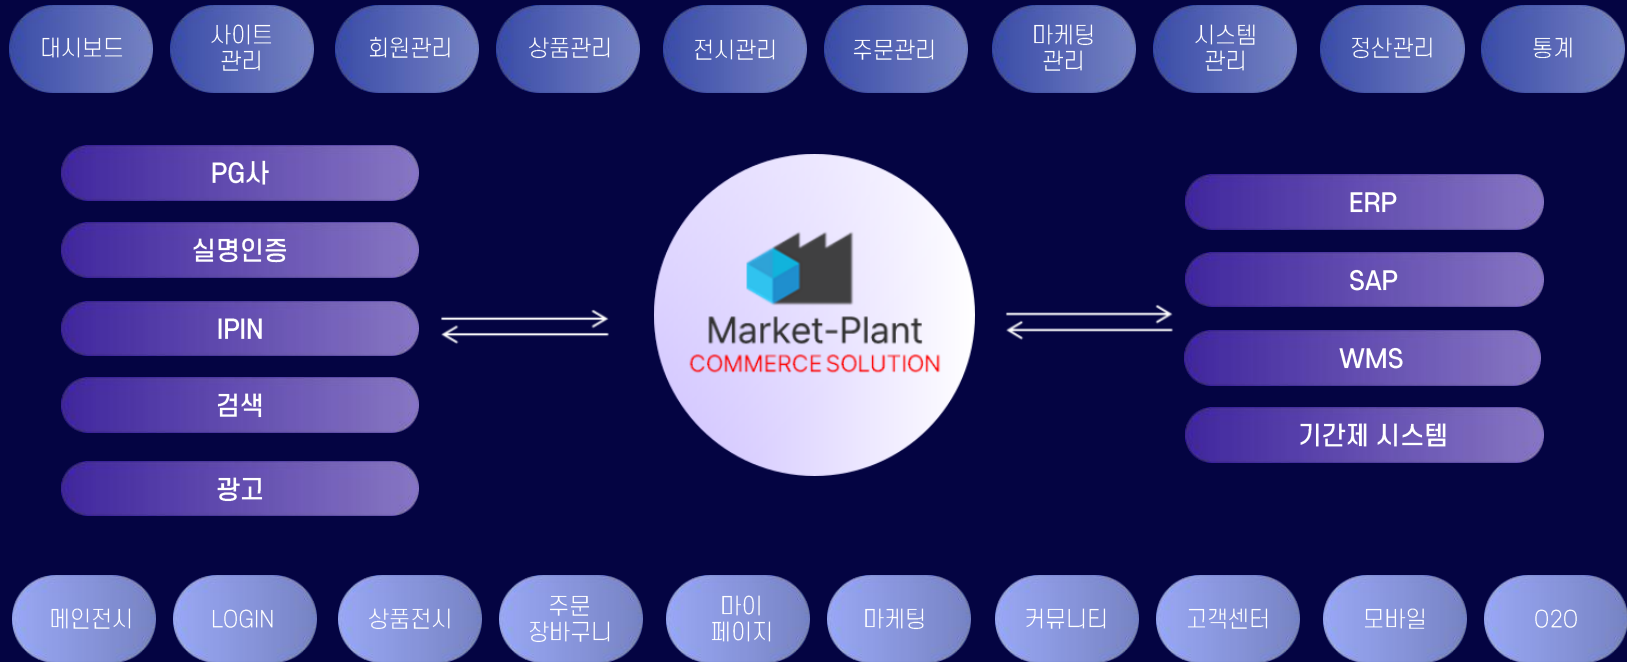 대시보드
사이트
관리
회원관리
상품관리
전시관리
주문관리
마케팅
관리
시스템
관리
정산관리
통계
PG사
실명인증
IPIN
검색
광고
Market-Plant
COMMERCE SOLUTION
ERP
SAP
WMS
기간제 시스템
메인전시
LOGIN
상품전시
주문
장바구니
마이
페이지
마케팅
커뮤니티
고객센터
모바일
O2O